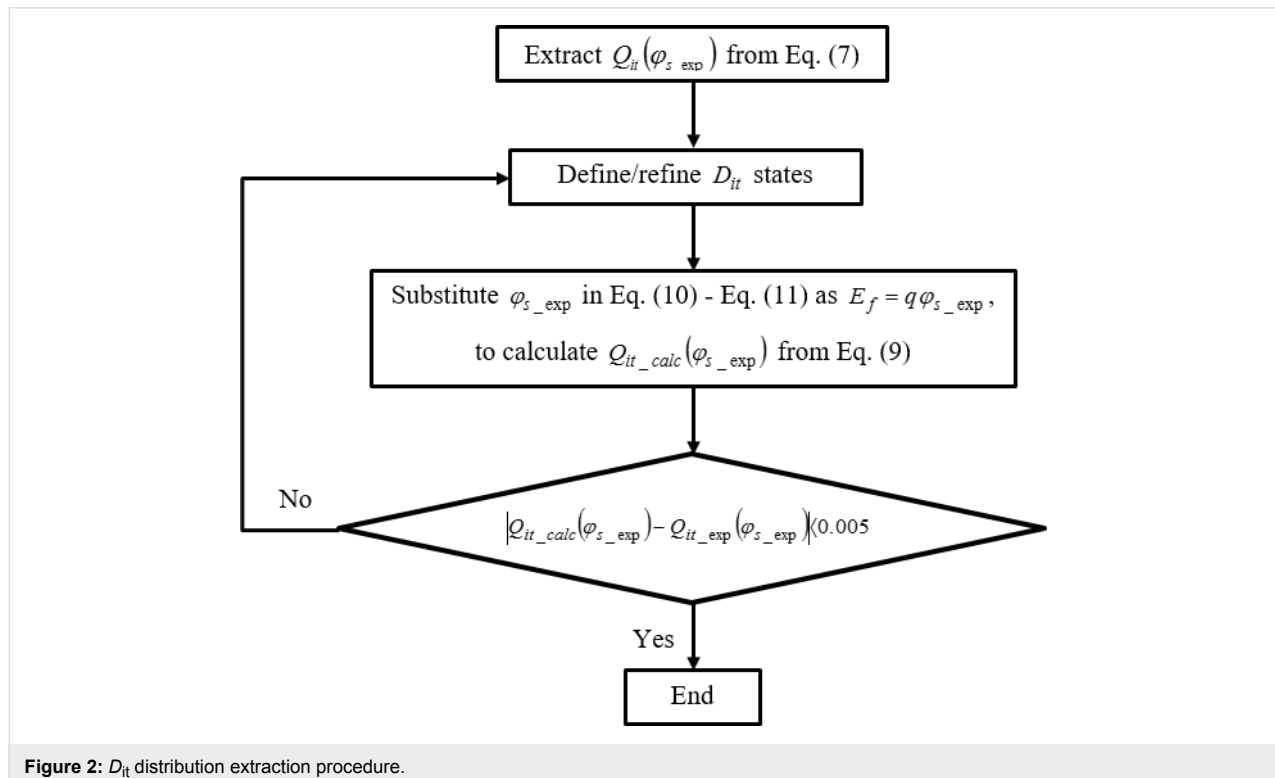 Extract Q_it(φ_s_exp) from Eq. (7)
Define/refine D_it states
Substitute φ_s_exp in Eq. (10) - Eq. (11) as E_f = qφ_s_exp,
to calculate Q_it_calc(φ_s_exp) from Eq. (9)
No
|Q_it_calc(φ_s_exp) – Q_it_exp(φ_s_exp)|⟨0.005
Yes
End
Figure 2: D_it distribution extraction procedure.